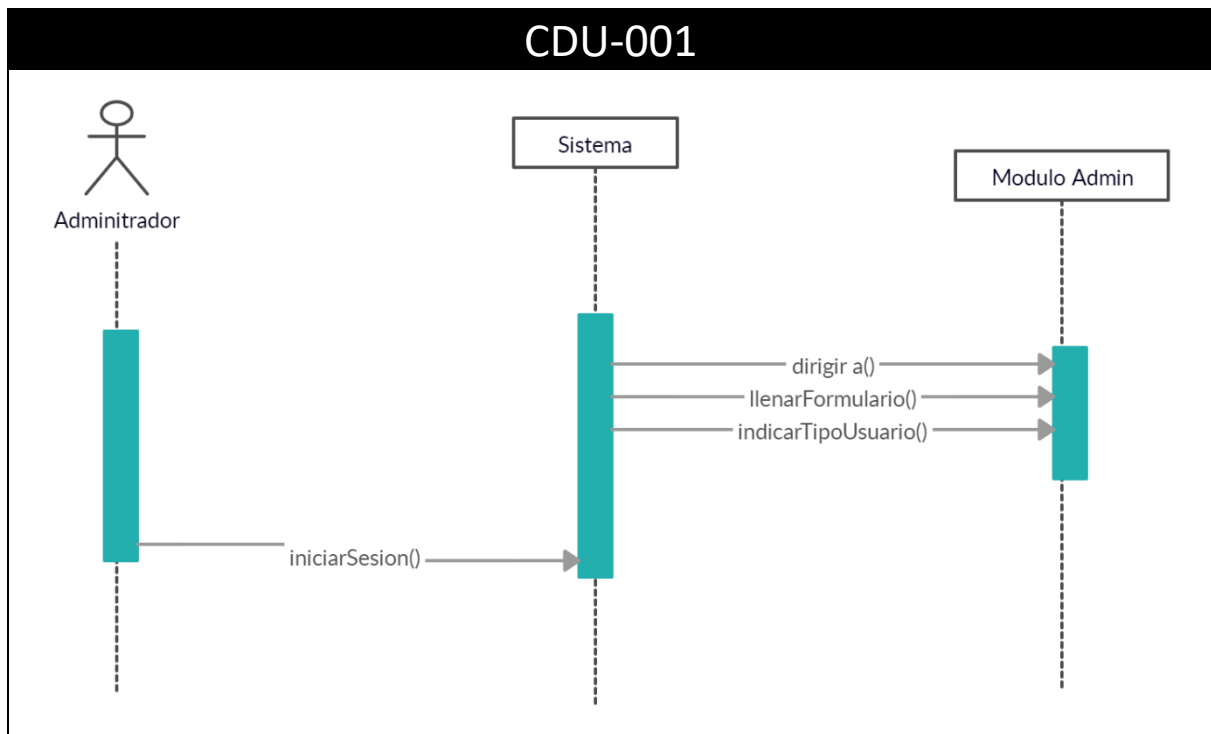 CDU-001
Sistema
Modulo Admin
Adminitrador
dirigir a()
llenarFormulario()
indicarTipoUsuario()
iniciarSesion()